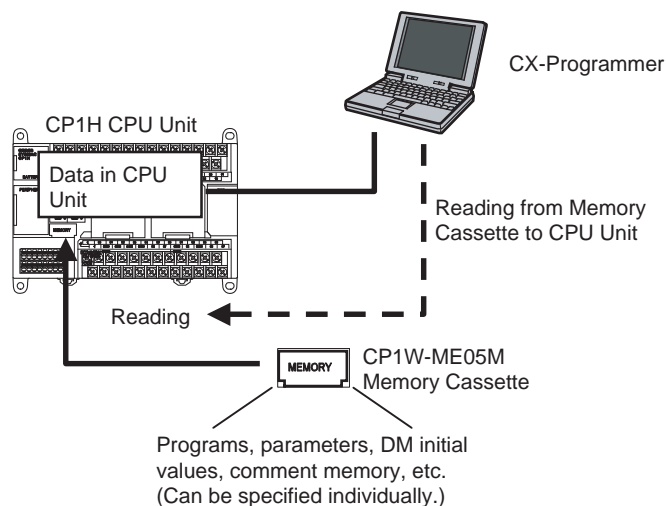 CX-Programmer
CP1H CPU Unit
Data in CPU
Unit
MEMORY
Reading from Memory
Cassette to CPU Unit
Reading
MEMORY
CP1W-ME05M
Memory Cassette
Programs, parameters, DM initial
values, comment memory, etc.
(Can be specified individually.)